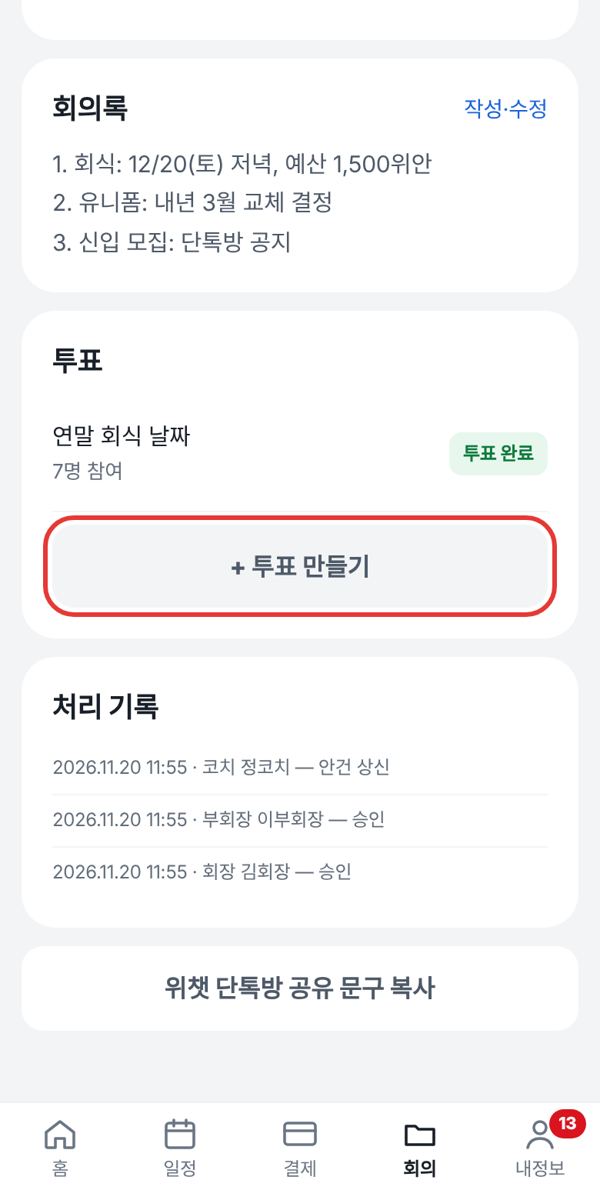 회의록
작성·수정
1. 회식: 12/20(토) 저녁, 예산 1,500위안
2. 유니폼: 내년 3월 교체 결정
3. 신입 모집: 단톡방 공지
투표
연말 회식 날짜
7명 참여
투표 완료
+ 투표 만들기
처리 기록
2026.11.20 11:55 · 코치 정코치 — 안건 상신
2026.11.20 11:55 · 부회장 이부회장 — 승인
2026.11.20 11:55 · 회장 김회장 — 승인
위챗 단톡방 공유 문구 복사
13
홈 일정 결제 회의 내정보